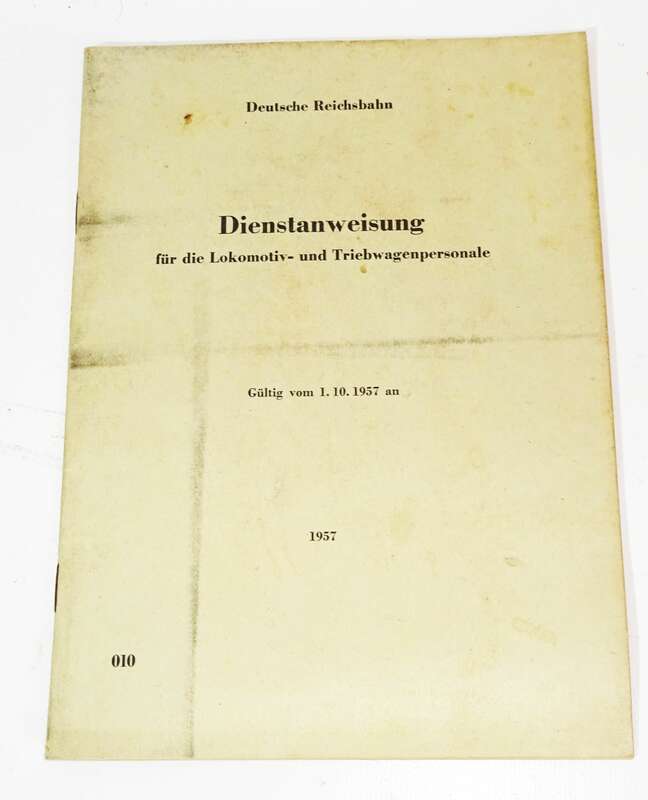 Deutsche Reichsbahn
Dienstanweisung
für die Lokomotiv- und Triebwagenpersonale
Gültig vom 1. 10. 1957 an
1957
010